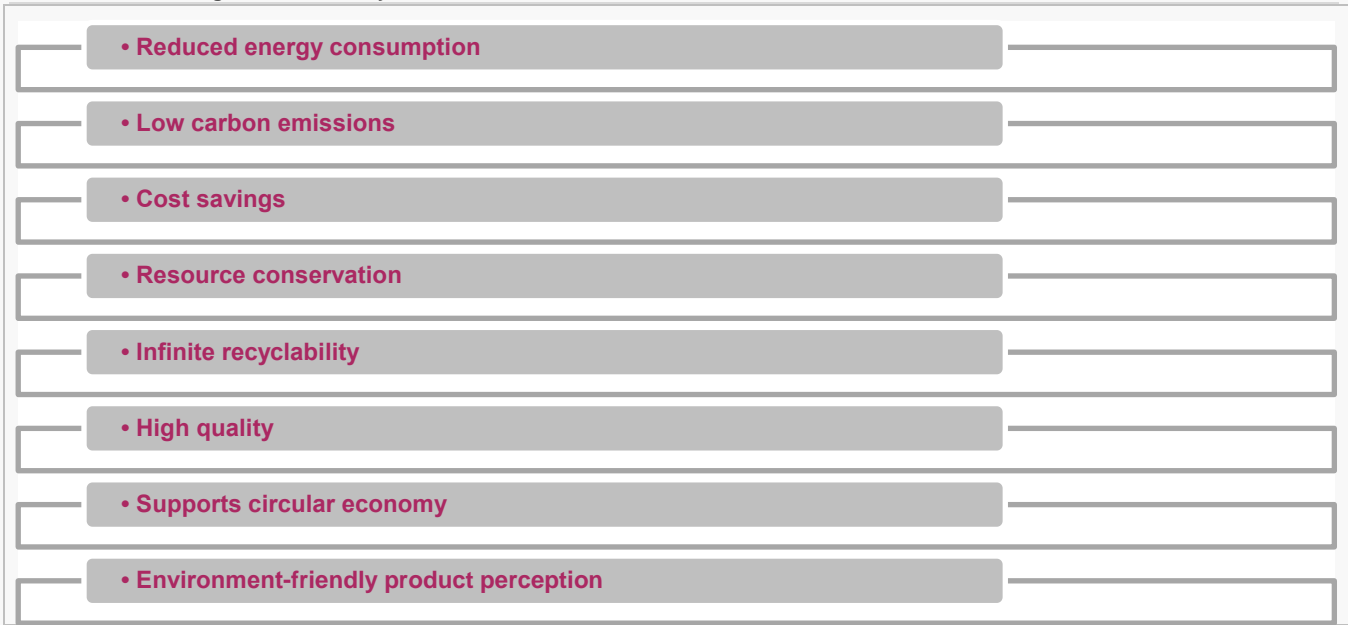 • Reduced energy consumption
• Low carbon emissions
• Cost savings
• Resource conservation
• Infinite recyclability
• High quality
• Supports circular economy
• Environment-friendly product perception